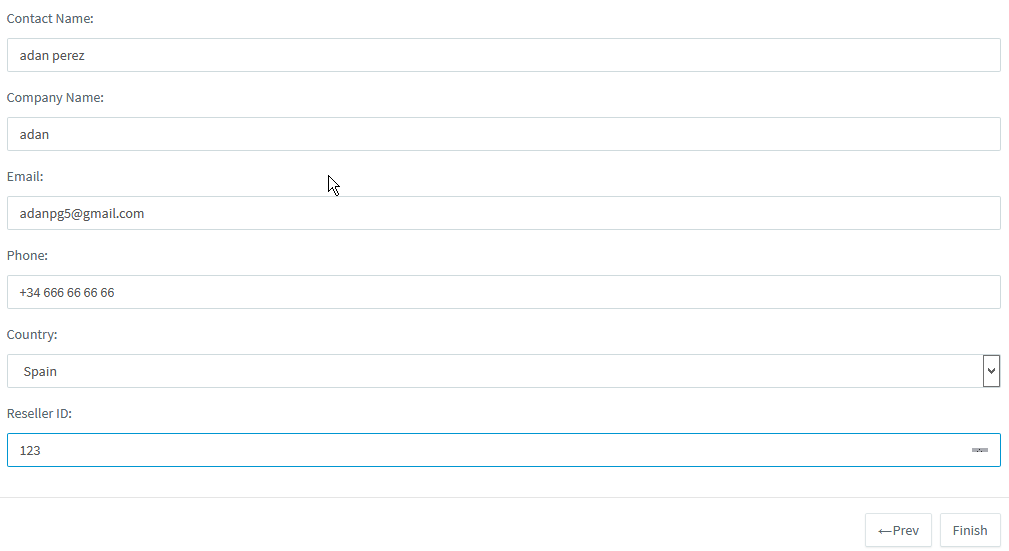 Contact Name:
adan perez
Company Name:
adan
Email:
adanpg5@gmail.com
Phone:
+34 666 66 66 66
Country:
Spain
Reseller ID:
123
←Prev Finish